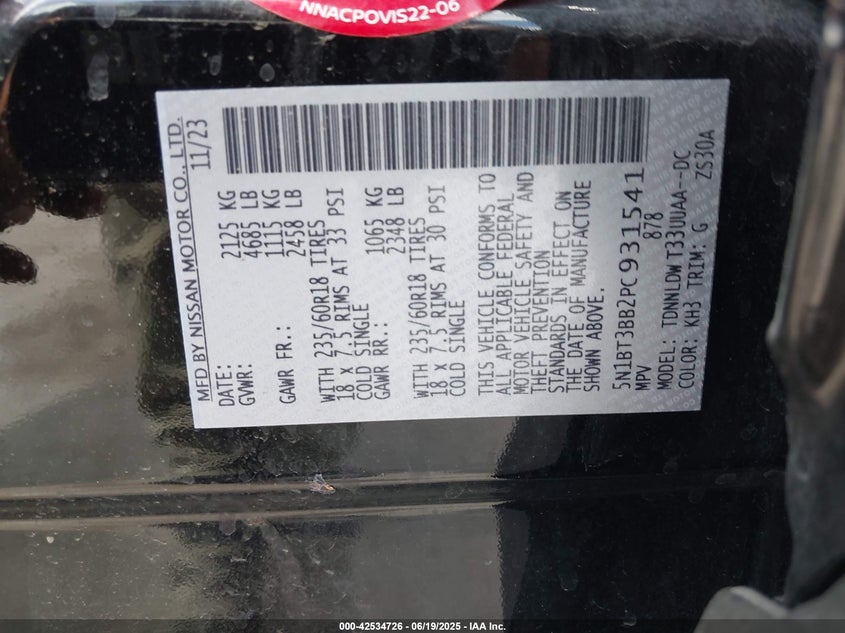 NNACPOVIS22-06
MFD BY NISSAN MOTOR CO., LTD.
DATE: 11/23
GVWR: 2125 KG
4685 LB
GAWR FR.: 1115 KG
2458 LB
WITH 235/60R18 TIRES
18 X 7.5 RIMS AT 33 PSI
COLD SINGLE
GAWR RR.: 1065 KG
2348 LB
WITH 235/60R18 TIRES
18 X 7.5 RIMS AT 30 PSI
COLD SINGLE
THIS VEHICLE CONFORMS TO
ALL APPLICABLE FEDERAL
MOTOR VEHICLE SAFETY AND
THEFT PREVENTION
STANDARDS IN EFFECT ON
THE DATE OF MANUFACTURE
SHOWN ABOVE.
5N1BT3BB2PC931541
MPV 878
MODEL: TDNNLDW T33UUAA--DC
COLOR: KH3 TRIM: G ZS30A
000-42534726 - 06/19/2025 - IAA Inc.